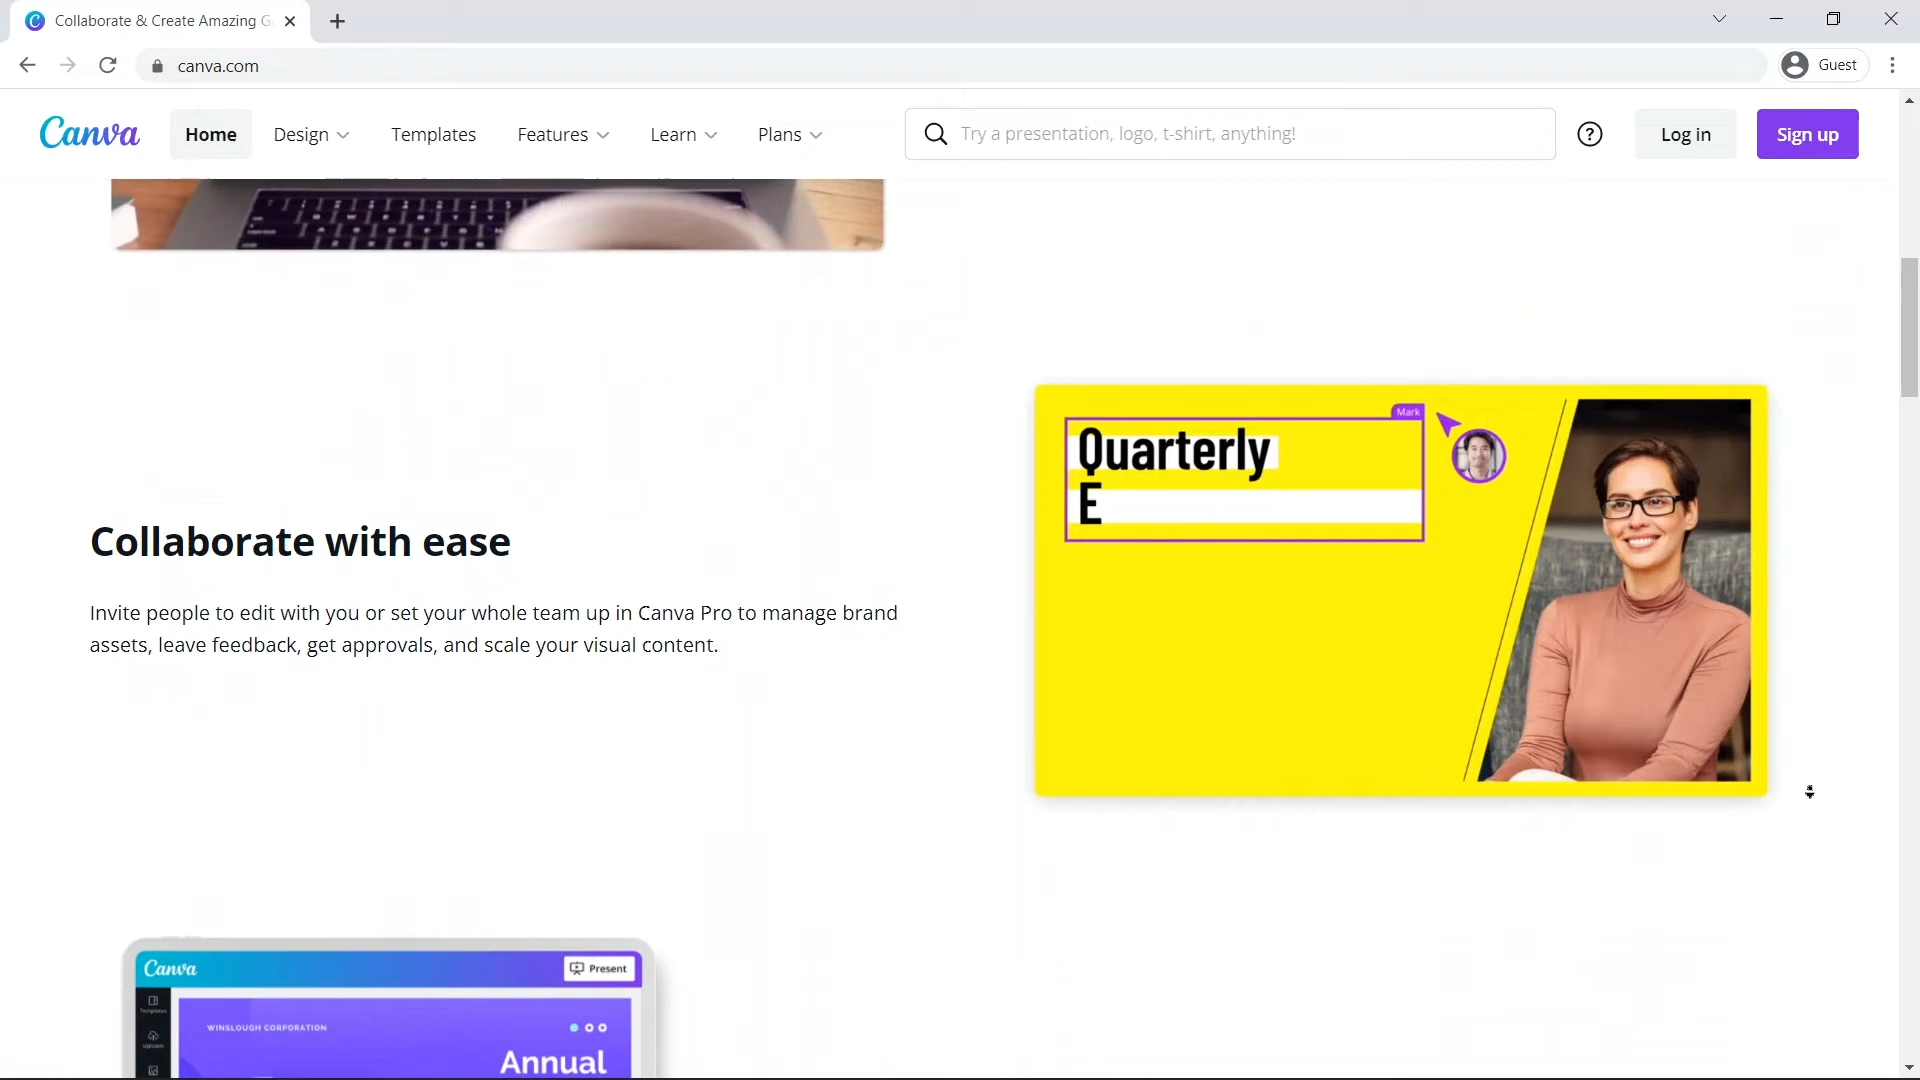 Collaborate & Create Amazing G
canva.com
Guest
Canva
Home
Design
Templates
Features
Learn
Plans
Try a presentation, logo, t-shirt, anything!
Log in
Sign up
Mark
Quarterly
E
Collaborate with ease
Invite people to edit with you or set your whole team up in Canva Pro to manage brand
assets, leave feedback, get approvals, and scale your visual content.
Canva
Present
Templates
Uploads
WINSLOUGH CORPORATION
Annual